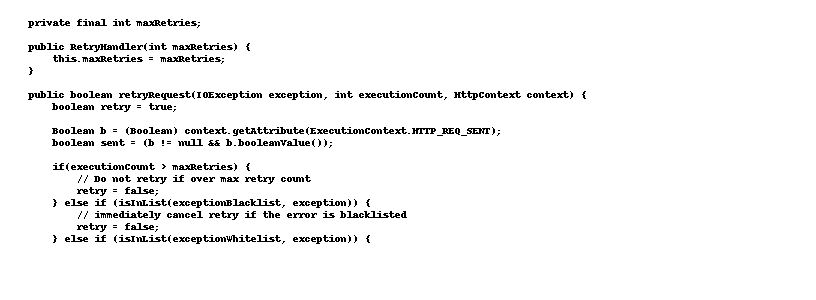 private final int maxRetries;
public RetryHandler(int maxRetries) {
this.maxRetries = maxRetries;
}
public boolean retryRequest(IOException exception, int executionCount, HttpContext context) {
boolean retry = true;
Boolean b = (Boolean) context.getAttribute(ExecutionContext.HTTP_REQ_SENT);
boolean sent = (b != null && b.booleanValue());
if(executionCount > maxRetries) {
// Do not retry if over max retry count
retry = false;
} else if (isInList(exceptionBlacklist, exception)) {
// immediately cancel retry if the error is blacklisted
retry = false;
} else if (isInList(exceptionWhitelist, exception)) {